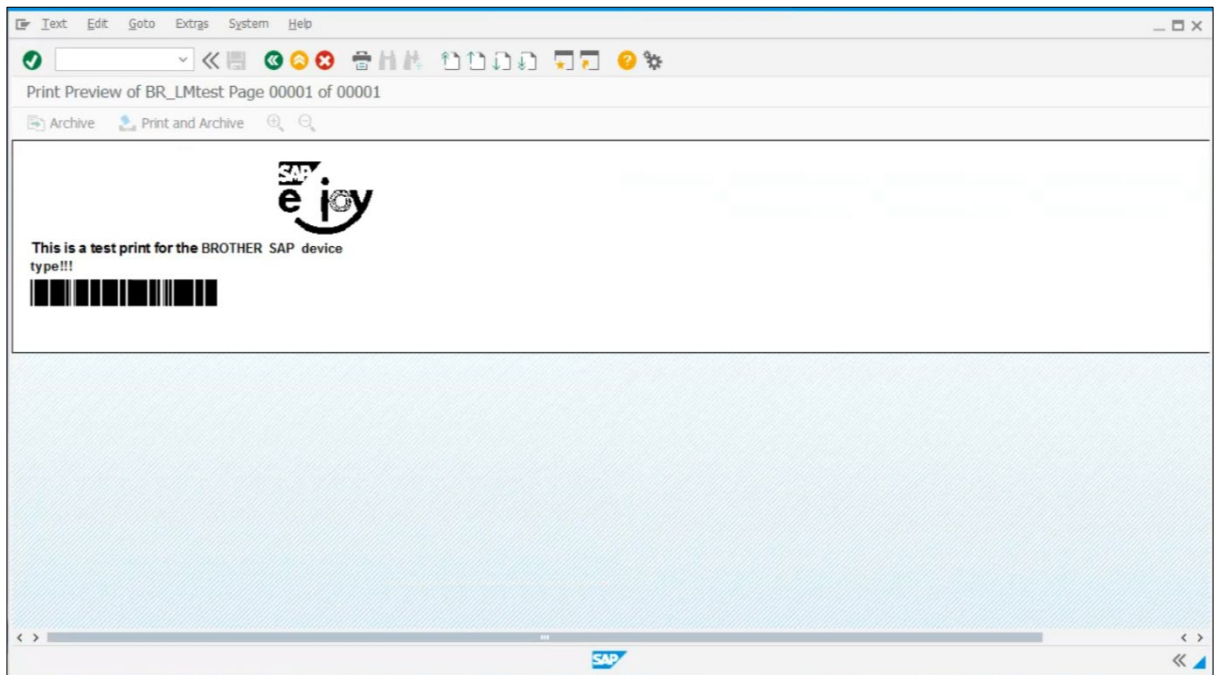 Text Edit Goto Extras System Help
Print Preview of BR_LMtest Page 00001 of 00001
Archive Print and Archive
SAP
e joy
This is a test print for the BROTHER SAP device
type!!!
SAP